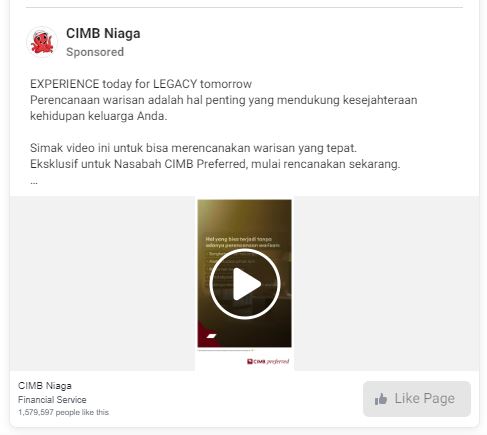 CIMB Niaga
Sponsored
EXPERIENCE today for LEGACY tomorrow
Perencanaan warisan adalah hal penting yang mendukung kesejahteraan
kehidupan keluarga Anda.
Simak video ini untuk bisa merencanakan warisan yang tepat.
Eksklusif untuk Nasabah CIMB Preferred, mulai rencanakan sekarang.
...
Hal yang bisa terjadi tanpa
adanya perencanaan warisan:
CIMB preferred
CIMB Niaga
Financial Service
1,579,597 people like this
Like Page